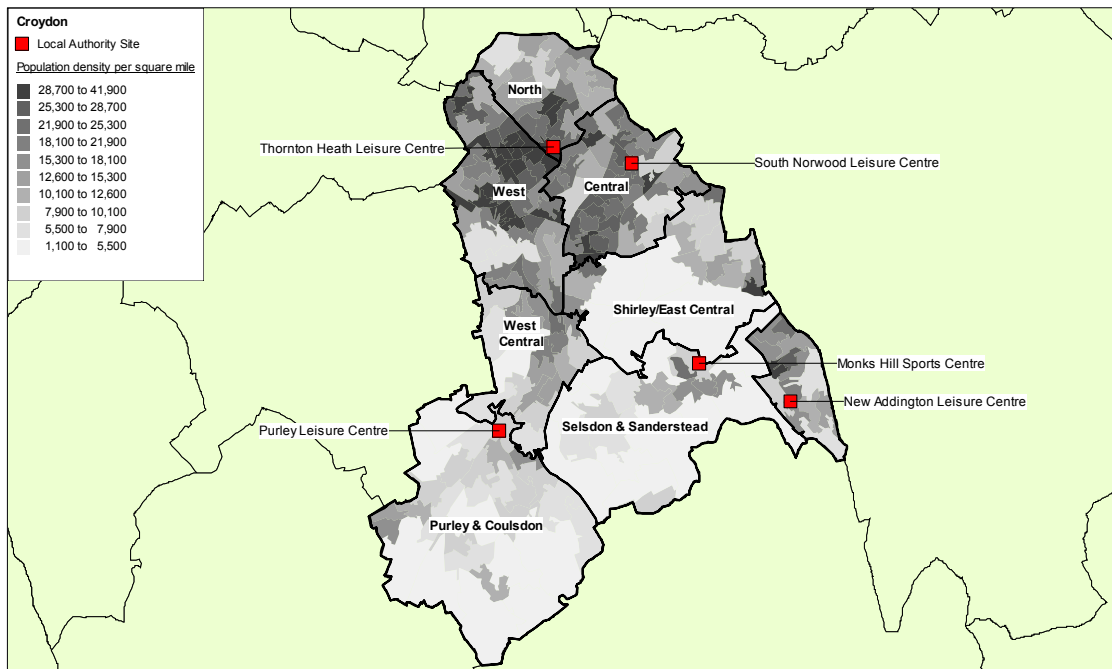 Croydon
Local Authority Site
Population density per square mile
28,700 to 41,900
25,300 to 28,700
21,900 to 25,300
18,100 to 21,900
15,300 to 18,100
12,600 to 15,300
10,100 to 12,600
7,900 to 10,100
5,500 to 7,900
1,100 to 5,500
North
Thornton Heath Leisure Centre
South Norwood Leisure Centre
West
Central
Shirley/East Central
West
Central
Monks Hill Sports Centre
New Addington Leisure Centre
Purley Leisure Centre
Selsdon & Sanderstead
Purley & Coulsdon